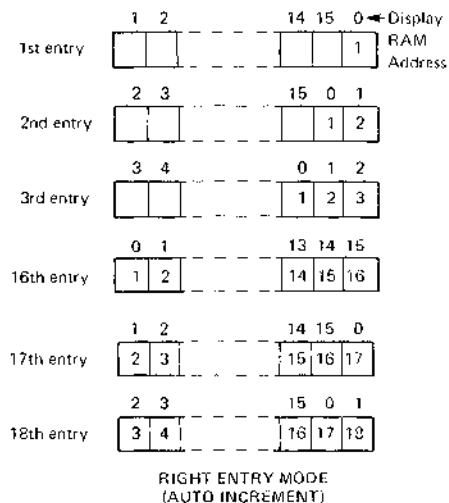 1 2 14 15 0 Display
1st entry 1 RAM
Address
2 3 15 0 1
2nd entry 1 2
3 4 0 1 2
3rd entry 1 2 3
0 1 13 14 15
16th entry 1 2 14 15 16
1 2 14 15 0
17th entry 2 3 15 16 17
2 3 15 0 1
18th entry 3 4 16 17 18
RIGHT ENTRY MODE
(AUTO INCREMENT)